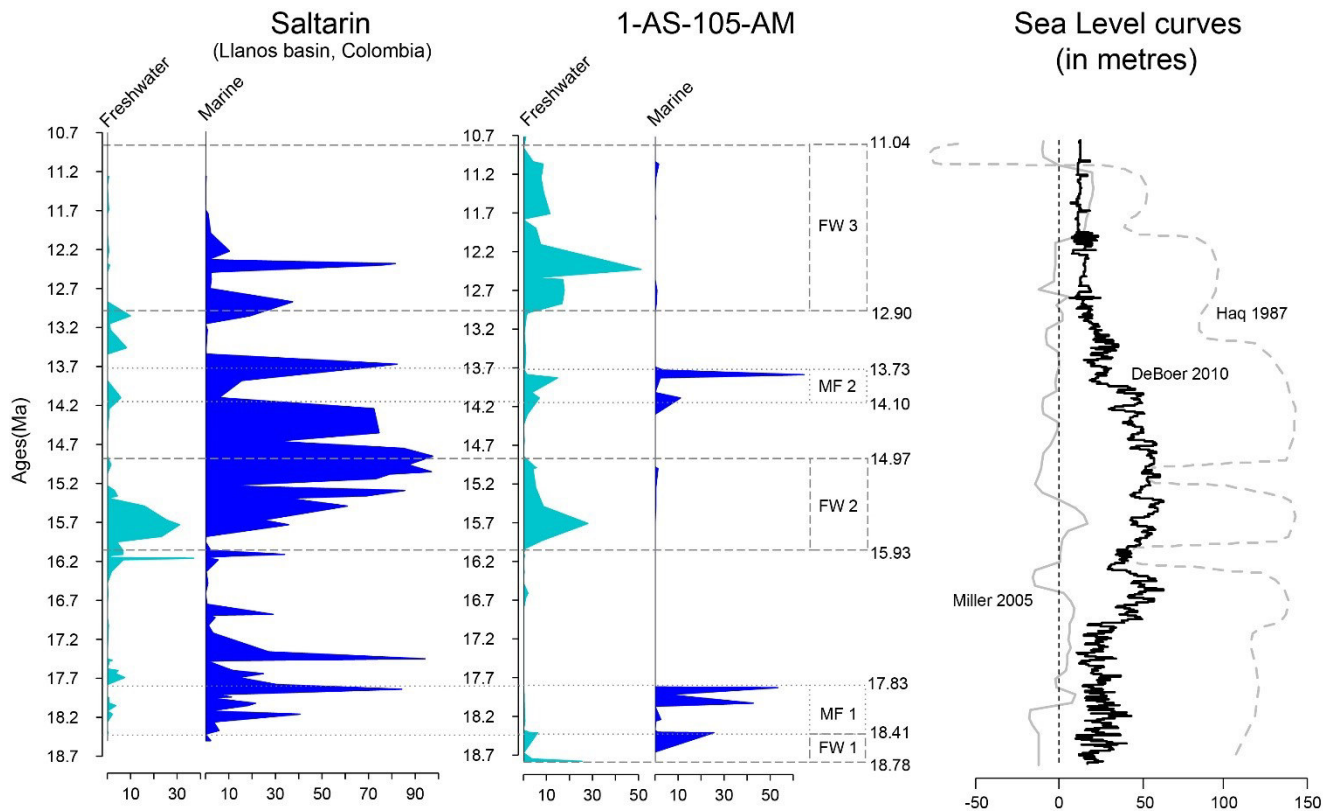 Saltarin
(Llanos basin, Colombia)
1-AS-105-AM
Sea Level curves
(in metres)
Freshwater
Marine
Freshwater
Marine
Ages(Ma)
10.7
11.2
11.7
12.2
12.7
13.2
13.7
14.2
14.7
15.2
15.7
16.2
16.7
17.2
17.7
18.2
18.7
10 30
10 30 50 70 90
10.7
11.2
11.7
12.2
12.7
13.2
13.7
14.2
14.7
15.2
15.7
16.2
16.7
17.2
17.7
18.2
18.7
0 10 20 30 40 50
10 30 50
11.04
FW 3
12.90
13.73
MF 2
14.10
14.97
FW 2
15.93
17.83
MF 1
18.41
FW 1
18.78
Haq 1987
DeBoer 2010
Miller 2005
-50 0 50 100 150